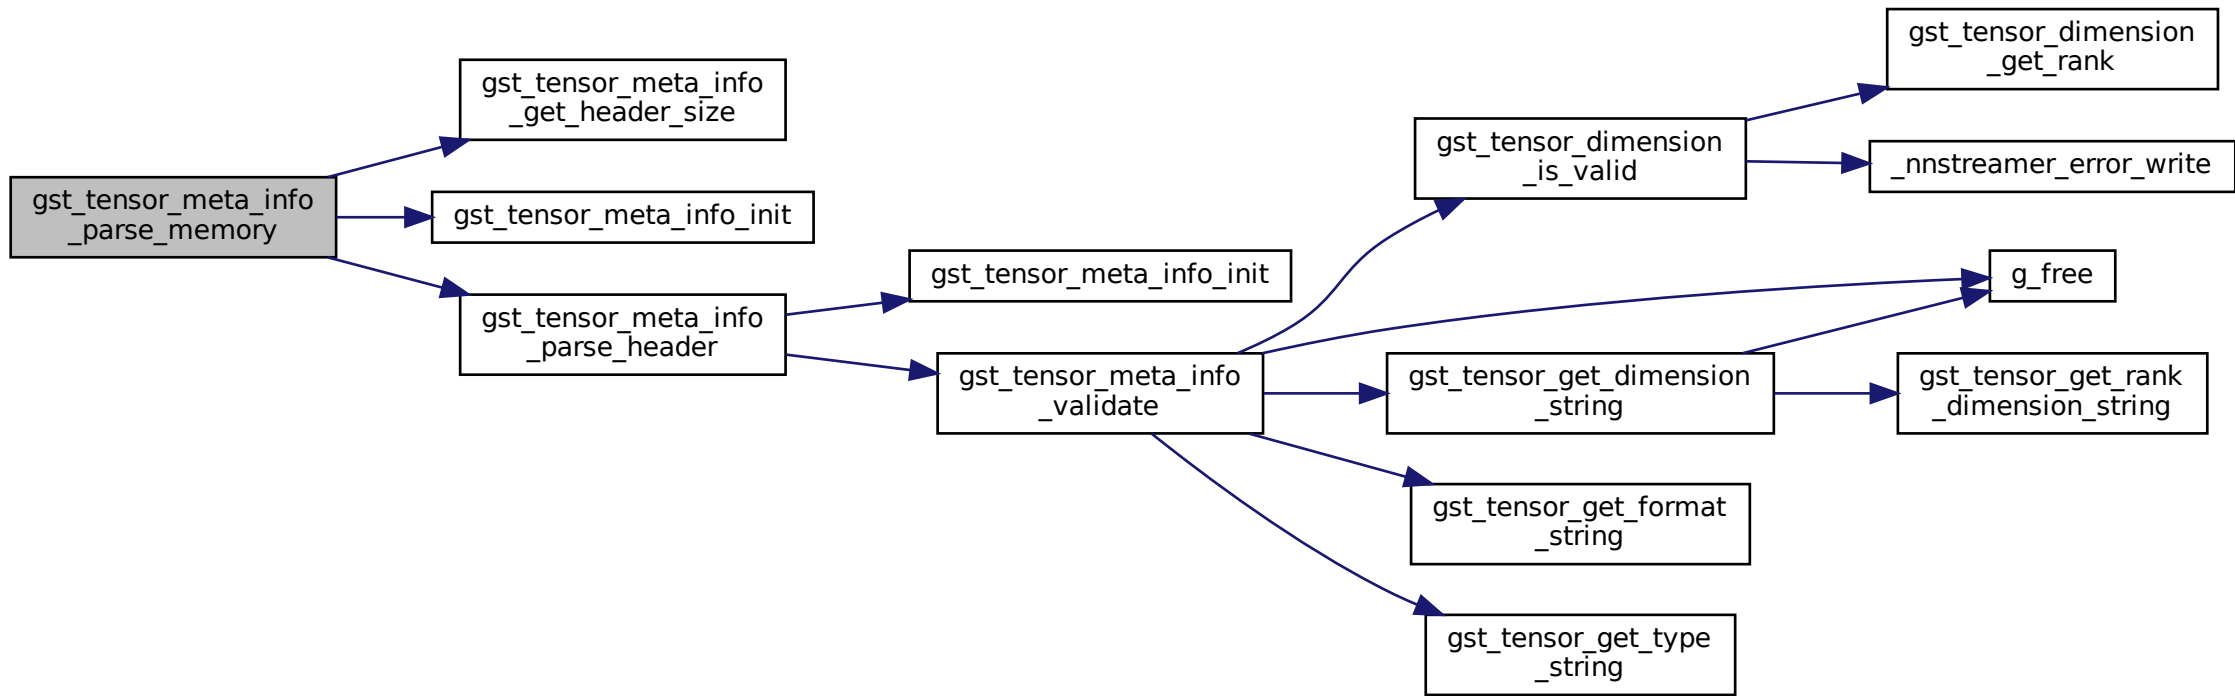 gst_tensor_meta_info
_parse_memory
gst_tensor_meta_info
_get_header_size
gst_tensor_meta_info_init
gst_tensor_meta_info
_parse_header
gst_tensor_meta_info_init
gst_tensor_meta_info
_validate
gst_tensor_dimension
_is_valid
gst_tensor_dimension
_get_rank
_nnstreamer_error_write
g_free
gst_tensor_get_dimension
_string
gst_tensor_get_rank
_dimension_string
gst_tensor_get_format
_string
gst_tensor_get_type
_string